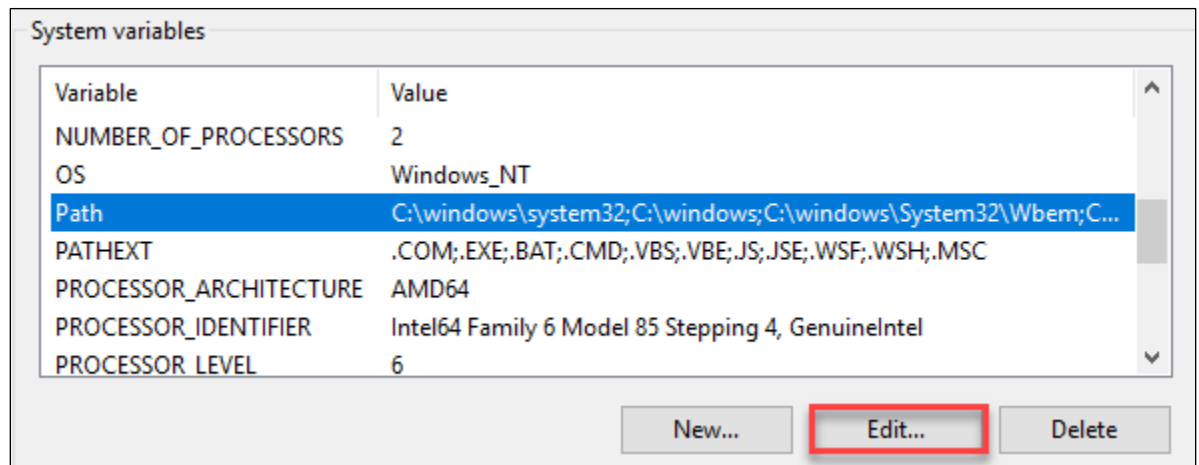 System variables
Variable Value
NUMBER_OF_PROCESSORS 2
OS Windows_NT
Path C:\windows\system32;C:\windows;C:\windows\System32\Wbem;C...
PATHEXT .COM;.EXE;.BAT;.CMD;.VBS;.VBE;.JS;.JSE;.WSF;.WSH;.MSC
PROCESSOR_ARCHITECTURE AMD64
PROCESSOR_IDENTIFIER Intel64 Family 6 Model 85 Stepping 4, GenuineIntel
PROCESSOR_LEVEL 6
New... Edit... Delete